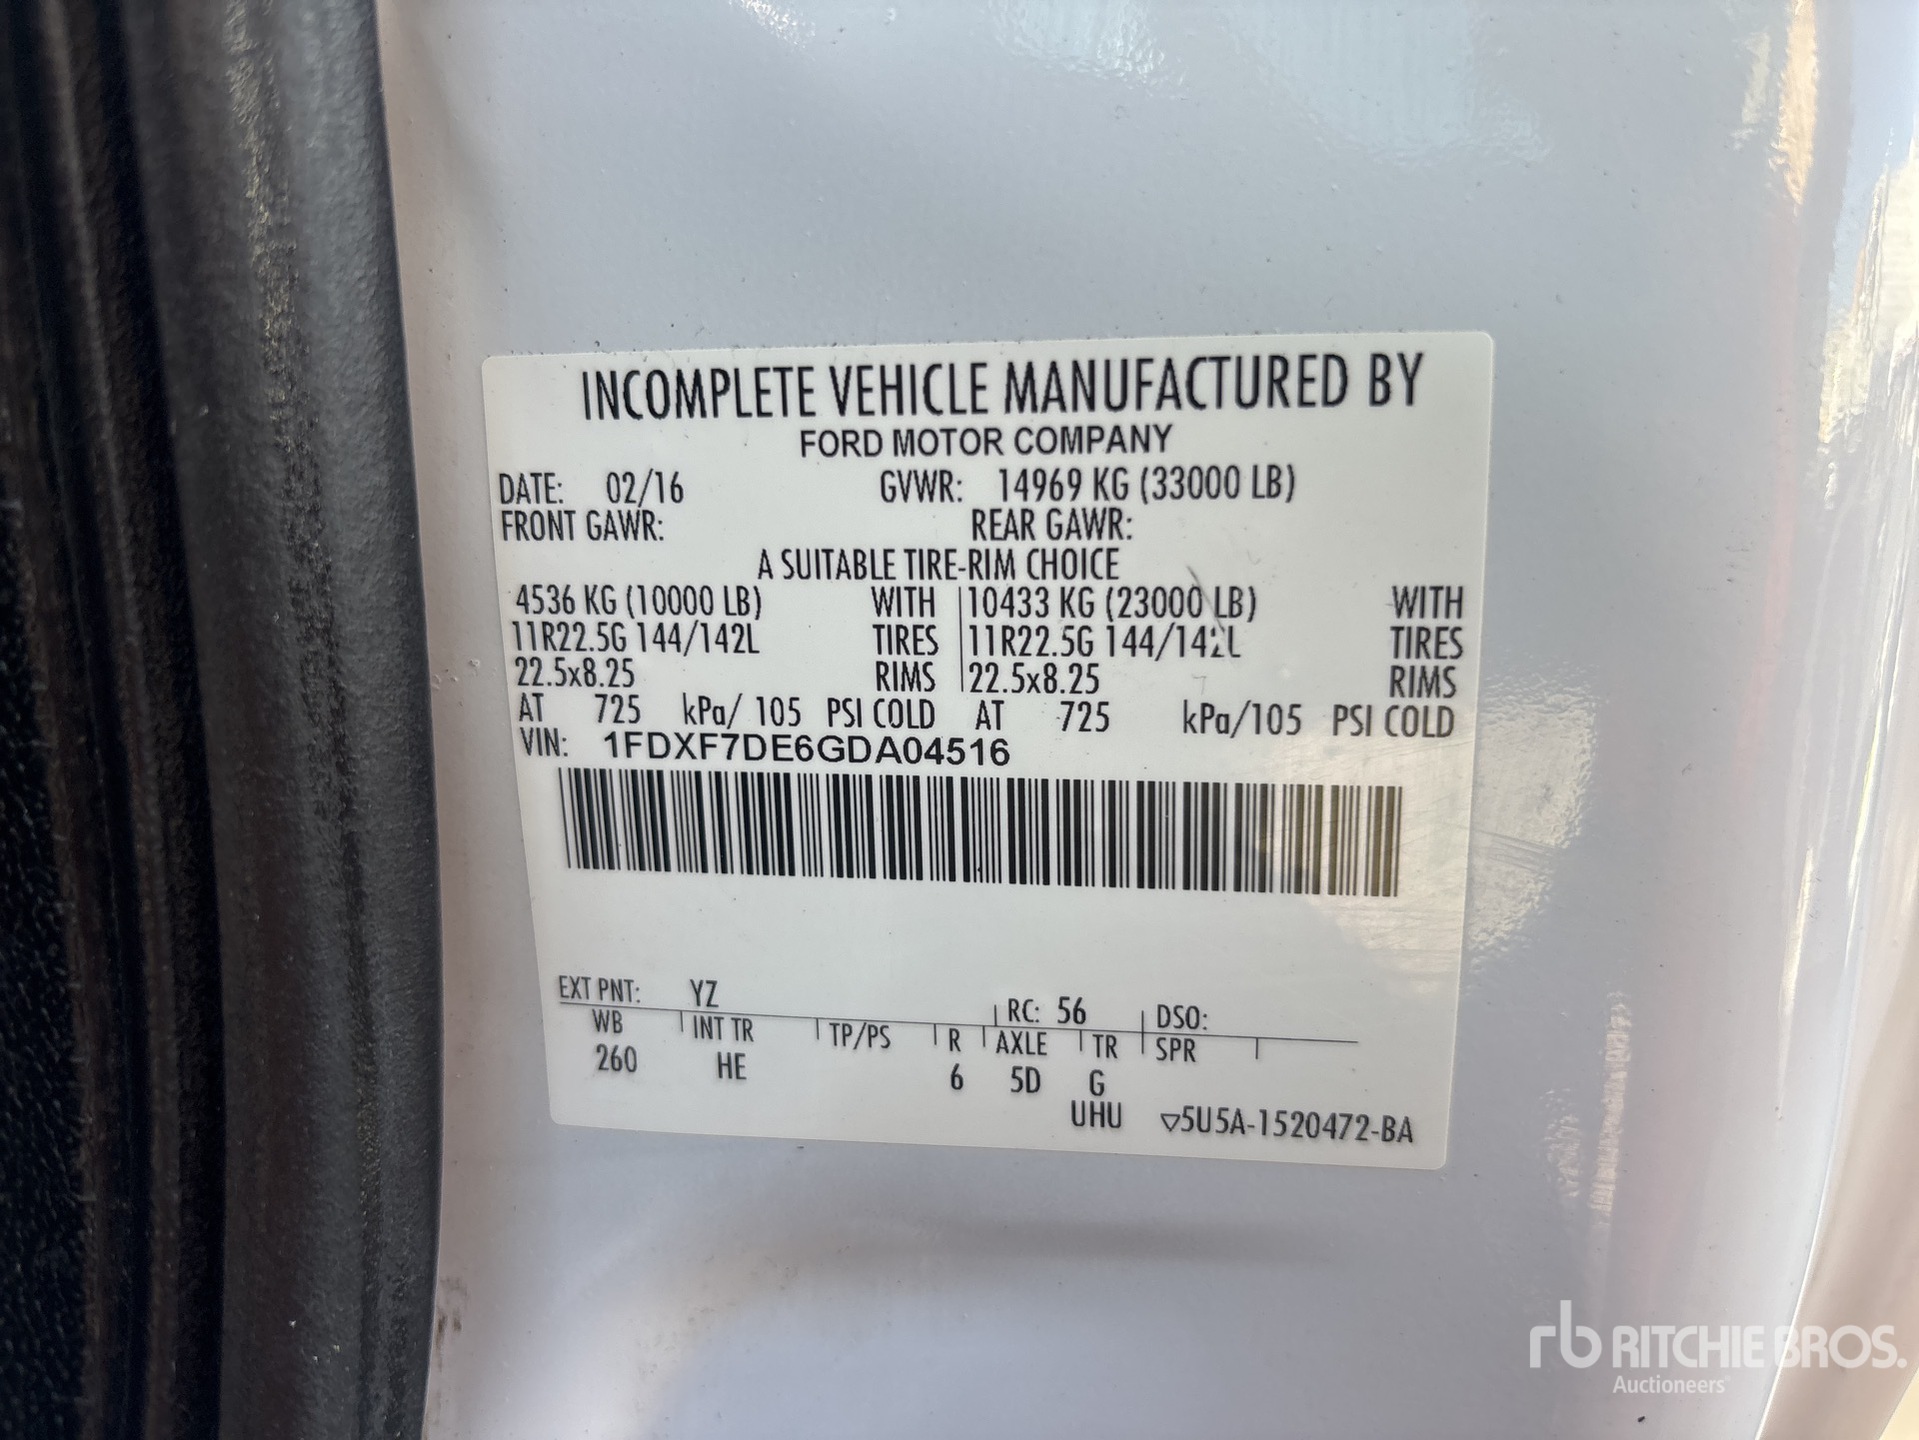 INCOMPLETE VEHICLE MANUFACTURED BY
FORD MOTOR COMPANY
DATE: 02/16 GVWR: 14969 KG (33000 LB)
FRONT GAWR: REAR GAWR:
A SUITABLE TIRE-RIM CHOICE
4536 KG (10000 LB) WITH 10433 KG (23000 LB) WITH
11R22.5G 144/142L TIRES 11R22.5G 144/142L TIRES
22.5x8.25 RIMS 22.5x8.25 RIMS
AT 725 kPa/ 105 PSI COLD AT 725 kPa/105 PSI COLD
VIN: 1FDXF7DE6GDA04516
EXT PNT: YZ RC: 56 DSO:
WB INT TR TP/PS R AXLE TR SPR
260 HE 6 5D G
UHU ▽5U5A-1520472-BA
rb RITCHIE BROS.
Auctioneers